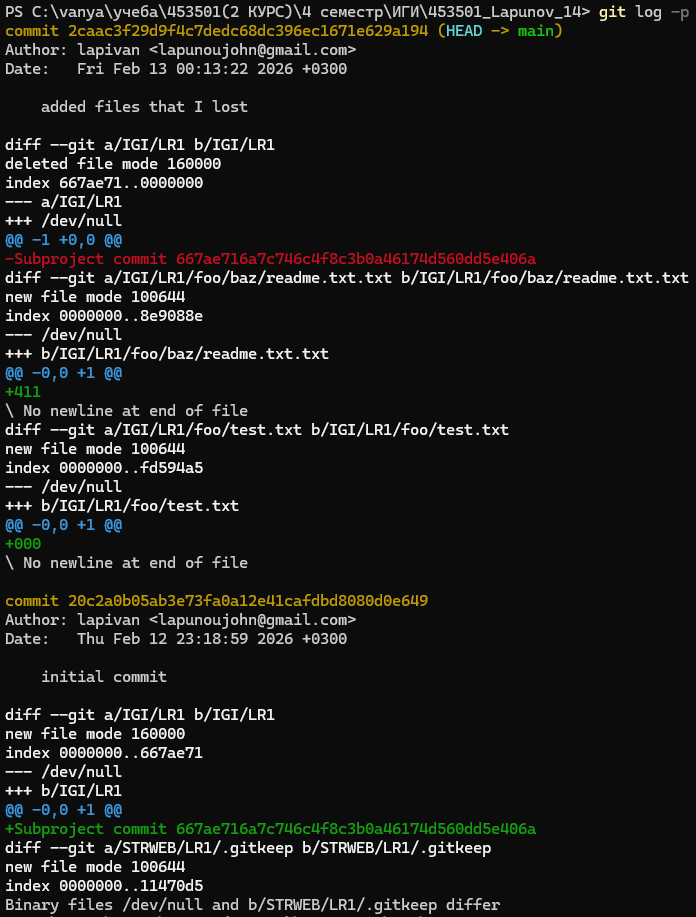 PS C:\vanya\учеба\453501(2 КУРС)\4 семестр\ИГИ\453501_Lapunov_14> git log -p
commit 2caac3f29d9f4c7dedc68dc396ec1671e629a194 (HEAD -> main)
Author: lapivan <lapunoujohn@gmail.com>
Date:   Fri Feb 13 00:13:22 2026 +0300

    added files that I lost

diff --git a/IGI/LR1 b/IGI/LR1
deleted file mode 160000
index 667ae71..0000000
--- a/IGI/LR1
+++ /dev/null
@@ -1 +0,0 @@
-Subproject commit 667ae716a7c746c4f8c3b0a46174d560dd5e406a
diff --git a/IGI/LR1/foo/baz/readme.txt.txt b/IGI/LR1/foo/baz/readme.txt.txt
new file mode 100644
index 0000000..8e9088e
--- /dev/null
+++ b/IGI/LR1/foo/baz/readme.txt.txt
@@ -0,0 +1 @@
+411
\ No newline at end of file
diff --git a/IGI/LR1/foo/test.txt b/IGI/LR1/foo/test.txt
new file mode 100644
index 0000000..fd594a5
--- /dev/null
+++ b/IGI/LR1/foo/test.txt
@@ -0,0 +1 @@
+000
\ No newline at end of file

commit 20c2a0b05ab3e73fa0a12e41cafdbd8080d0e649
Author: lapivan <lapunoujohn@gmail.com>
Date:   Thu Feb 12 23:18:59 2026 +0300

    initial commit

diff --git a/IGI/LR1 b/IGI/LR1
new file mode 160000
index 0000000..667ae71
--- /dev/null
+++ b/IGI/LR1
@@ -0,0 +1 @@
+Subproject commit 667ae716a7c746c4f8c3b0a46174d560dd5e406a
diff --git a/STRWEB/LR1/.gitkeep b/STRWEB/LR1/.gitkeep
new file mode 100644
index 0000000..11470d5
Binary files /dev/null and b/STRWEB/LR1/.gitkeep differ